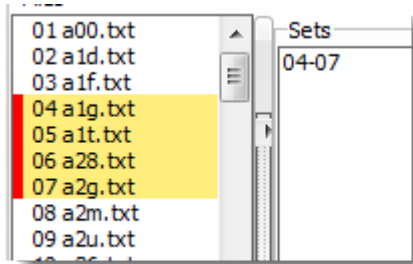 01 a00.txt
02 a1d.txt
03 a1f.txt
04 a1g.txt
05 a1t.txt
06 a28.txt
07 a2g.txt
08 a2m.txt
09 a2u.txt
Sets
04-07